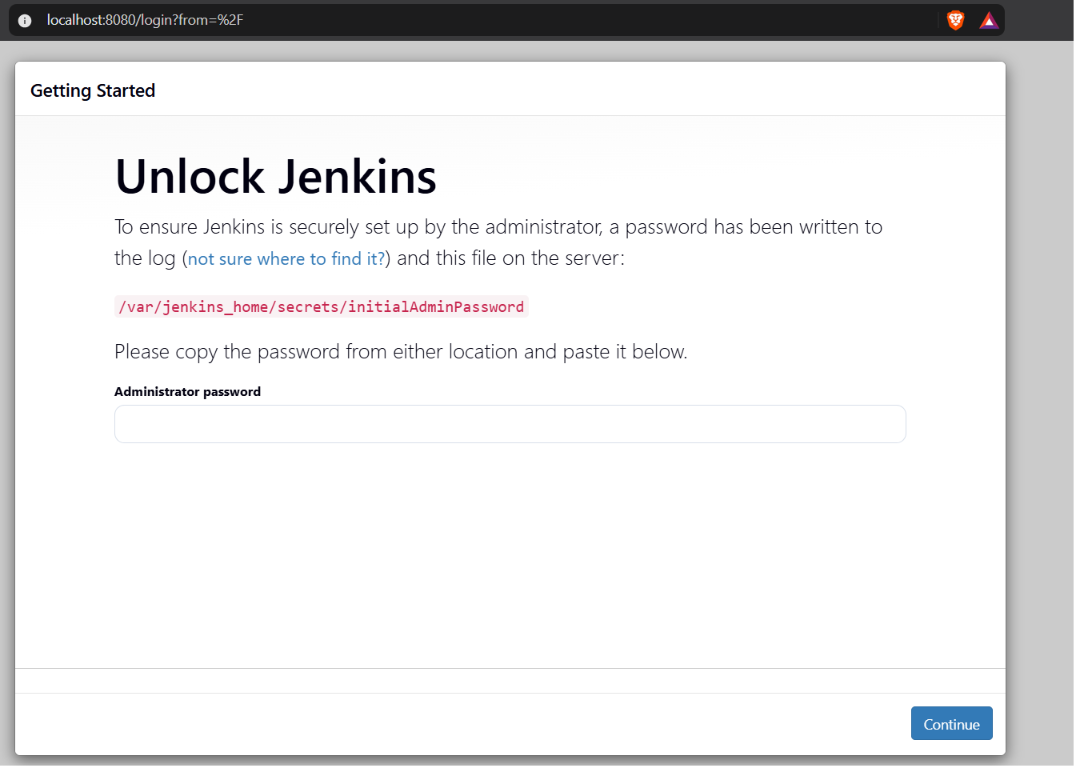 localhost:8080/login?from=%2F
Getting Started
Unlock Jenkins
To ensure Jenkins is securely set up by the administrator, a password has been written to
the log (not sure where to find it?) and this file on the server:
/var/jenkins_home/secrets/initialAdminPassword
Please copy the password from either location and paste it below.
Administrator password
Continue